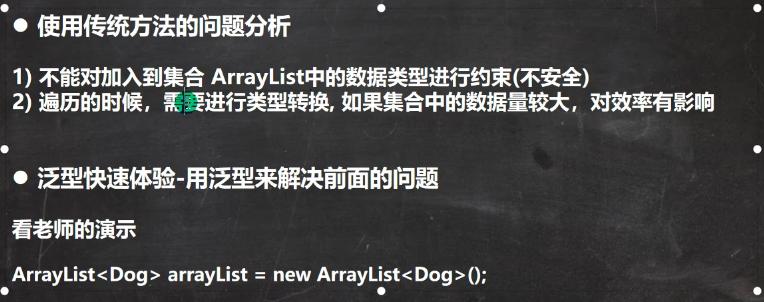 ● 使用传统方法的问题分析
1) 不能对加入到集合 ArrayList中的数据类型进行约束(不安全)
2) 遍历的时候，需要进行类型转换, 如果集合中的数据量较大，对效率有影响
● 泛型快速体验-用泛型来解决前面的问题
看老师的演示
ArrayList<Dog> arrayList = new ArrayList<Dog>();